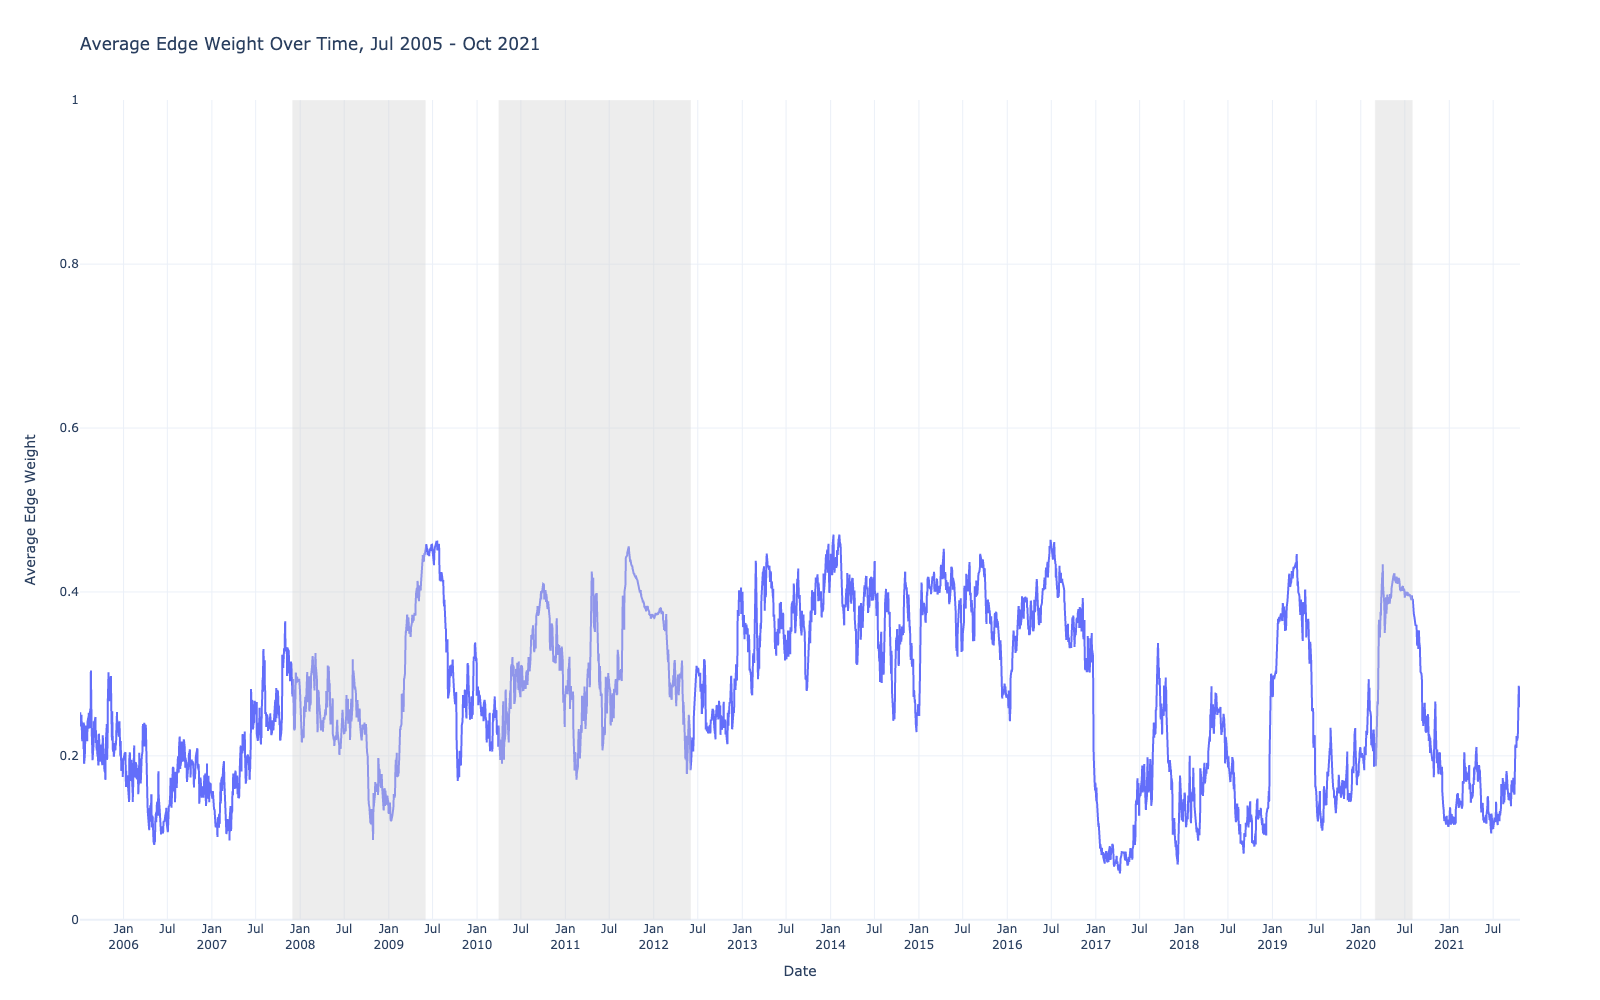 Average Edge Weight Over Time, Jul 2005 - Oct 2021
1
0.8
0.6
0.4
0.2
0
Average Edge Weight
Jan Jul Jan Jul Jan Jul Jan Jul Jan Jul Jan Jul Jan Jul Jan Jul Jan Jul Jan Jul Jan Jul Jan Jul Jan Jul Jan Jul Jan Jul Jan Jul
2006 2007 2008 2009 2010 2011 2012 2013 2014 2015 2016 2017 2018 2019 2020 2021
Date